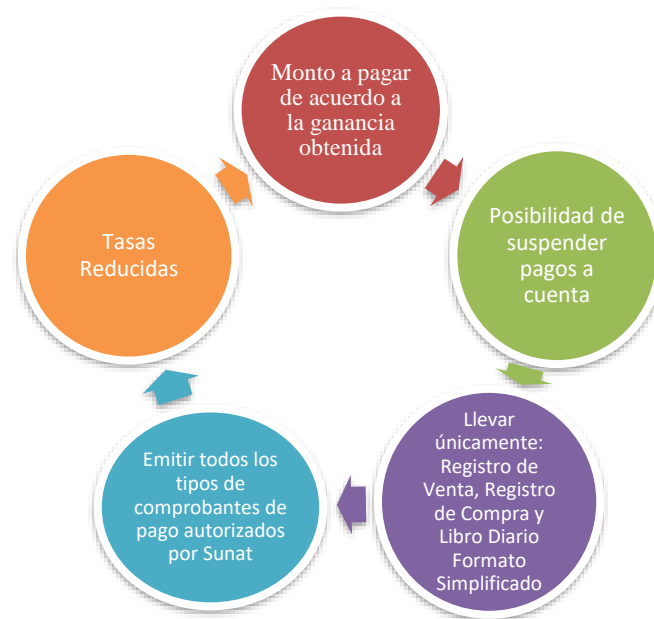 Monto a pagar
de acuerdo a
la ganancia
obtenida
Posibilidad de
suspender
pagos a
cuenta
Llevar
únicamente:
Registro de
Venta, Registro
de Compra y
Libro Diario
Formato
Simplificado
Emitir todos los
tipos de
comprobantes de
pago autorizados
por Sunat
Tasas
Reducidas